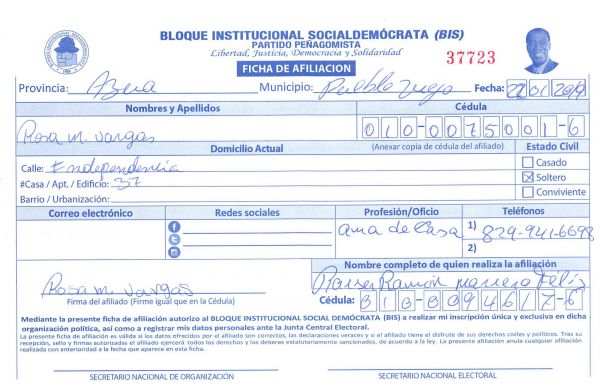 BLOQUE INSTITUCIONAL SOCIALDEMÓCRATA (BIS)
PARTIDO PEÑAGOMISTA
Libertad, Justicia, Democracia y Solidaridad
37723
FICHA DE AFILIACION
Provincia: Azua Municipio: Pueblo viejo Fecha: 22 01 2019
Nombres y Apellidos Cédula
Rosa M. Vargas 010-0075001-6
Domicilio Actual (Anexar copia de cédula del afiliado) Estado Civil
Calle: Independencia Casado
#Casa / Apt. / Edificio: 37 Soltero
Barrio / Urbanización: Conviviente
Correo electrónico Redes sociales Profesión/Oficio Teléfonos
ama de Casa 1) 829-941-6698
2)
Nombre completo de quien realiza la afiliación
Rosa M. Vargas Ramón Féliz
Firma del afiliado (Firme igual que en la Cédula) Cédula: 010-0094617-6
Mediante la presente ficha de afiliación autorizo al BLOQUE INSTITUCIONAL SOCIAL DEMÓCRATA (BIS) a realizar mi inscripción única y exclusiva en dicha
organización política, así como a registrar mis datos personales ante la Junta Central Electoral.
La presente ficha de afiliación es válida si los datos ofrecidos por el afiliado son correctos, las declaraciones veraces y si el afiliado tiene el disfrute de sus derechos civiles y políticos. Tras su
recepción, sello y firmas autorizadas el afiliado ejercerá todos los derechos y los deberes estatutariamente sancionados, de acuerdo a la ley. La presente afiliación anula cualquier afiliación
realizada con anterioridad a la fecha que aparece en esta ficha.
SECRETARIO NACIONAL DE ORGANIZACIÓN SECRETARIO NACIONAL ELECTORAL